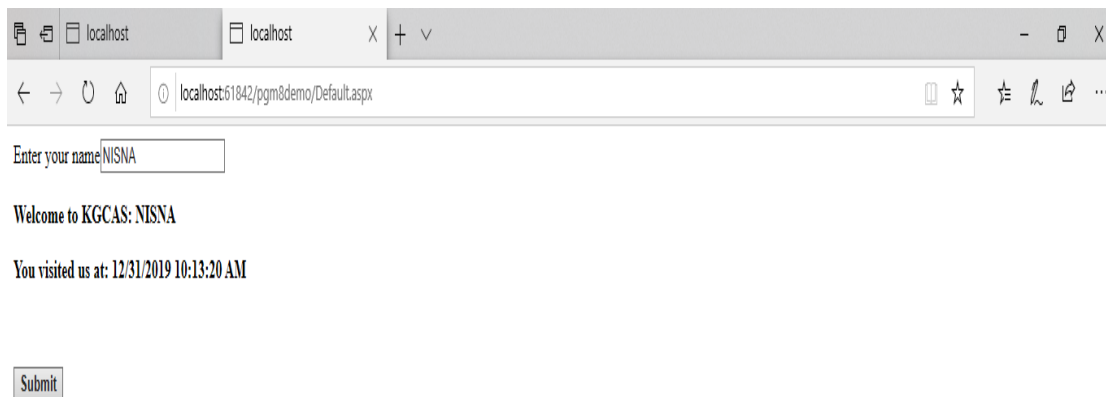 localhost
localhost
localhost:61842/pgm8demo/Default.aspx
Enter your name NISNA
Welcome to KGCAS: NISNA
You visited us at: 12/31/2019 10:13:20 AM
Submit